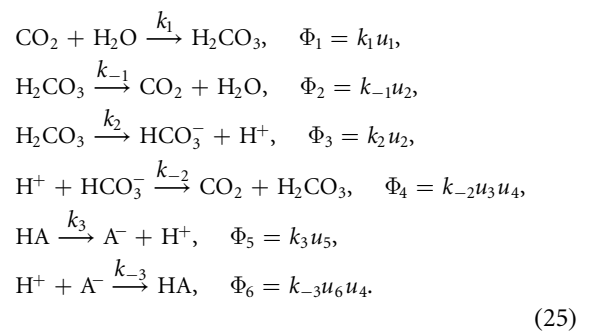 CO₂ + H₂O —k₁→ H₂CO₃, Φ₁ = k₁u₁,
H₂CO₃ —k₋₁→ CO₂ + H₂O, Φ₂ = k₋₁u₂,
H₂CO₃ —k₂→ HCO₃⁻ + H⁺, Φ₃ = k₂u₂,
H⁺ + HCO₃⁻ —k₋₂→ CO₂ + H₂CO₃, Φ₄ = k₋₂u₃u₄,
HA —k₃→ A⁻ + H⁺, Φ₅ = k₃u₅,
H⁺ + A⁻ —k₋₃→ HA, Φ₆ = k₋₃u₆u₄.
(25)